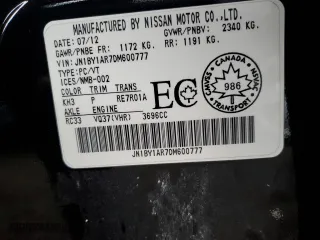 MANUFACTURED BY NISSAN MOTOR CO.,LTD.
DATE: 07/12 GVWR/PNBV: 2340 KG.
GAWR/PNBE FR: 1172 KG. RR: 1191 KG.
VIN: JN1BY1AR7DM600777
TYPE:PC/VT
ICES/NMB-002
COLOR TRIM TRANS
KH3 P RE7R01A
AXLE ENGINE
RC33 VQ37(VHR) 3696CC
EC
CANADA
CMVSS
NSVAC
986
TRANSPORT
JN1BY1AR7DM600777